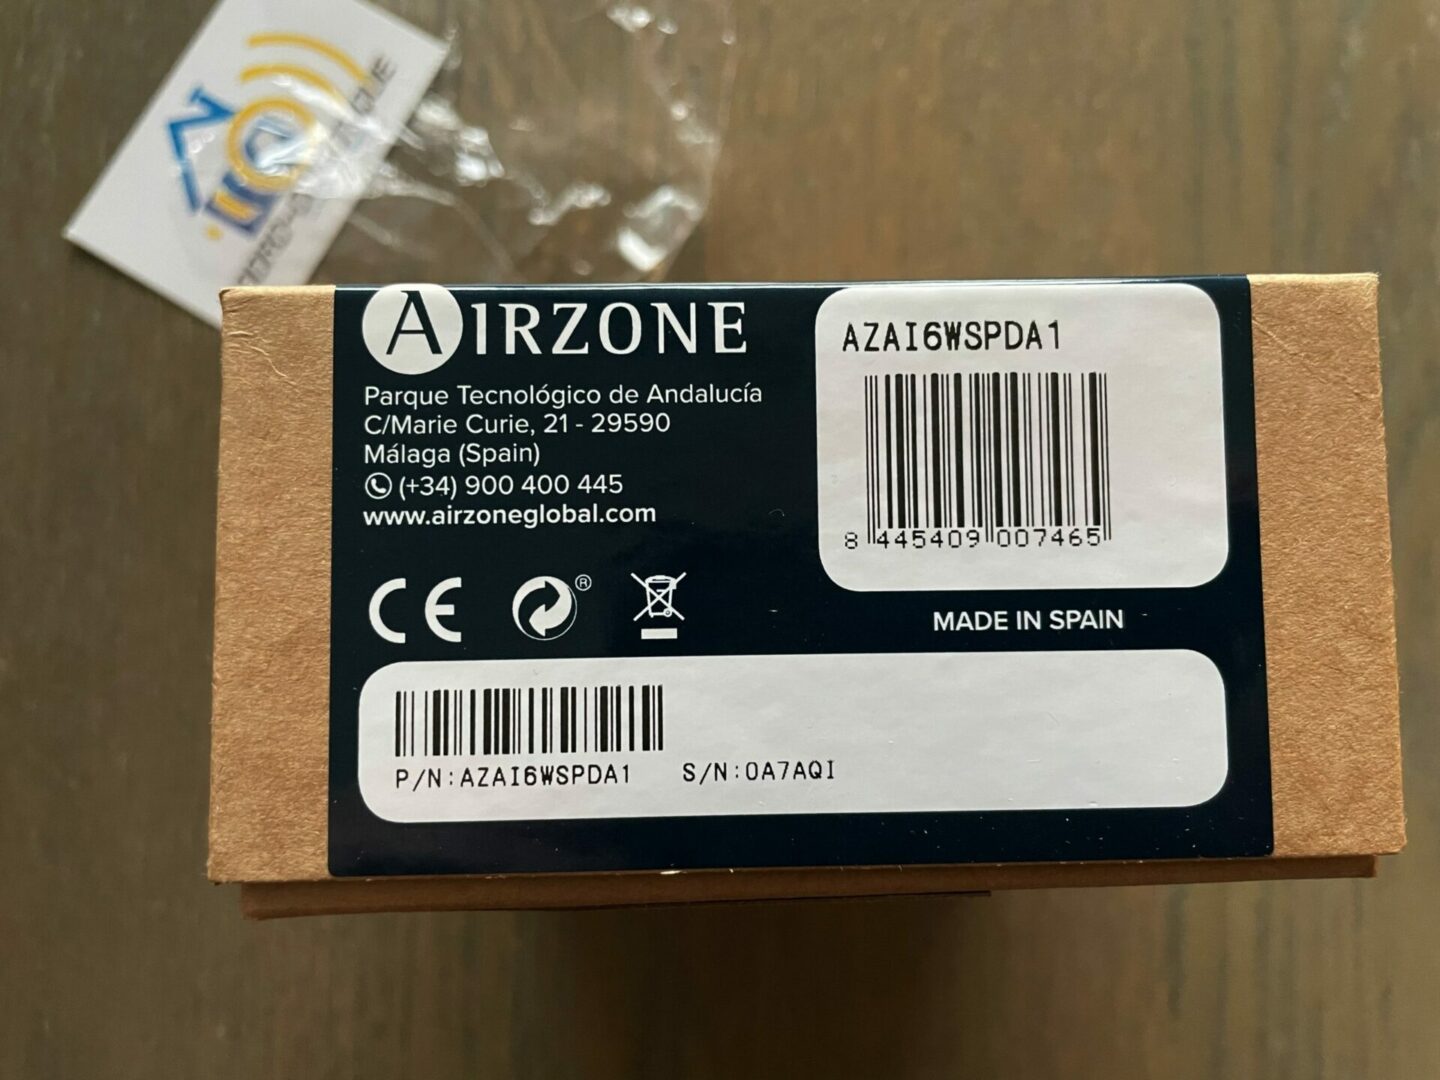 AIRZONE
Parque Tecnológico de Andalucía
C/Marie Curie, 21 - 29590
Málaga (Spain)
(+34) 900 400 445
www.airzoneglobal.com
CE
®
AZAI6WSPDA1
8 445409 007465
MADE IN SPAIN
P/N:AZAI6WSPDA1 S/N:0A7AQI